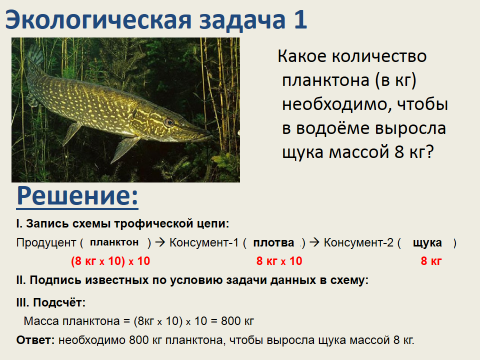 Экологическая задача 1
Какое количество
планктона (в кг)
необходимо, чтобы
в водоёме выросла
щука массой 8 кг?
Решение:
I. Запись схемы трофической цепи:
Продуцент ( планктон ) → Консумент-1 ( плотва ) → Консумент-2 ( щука )
(8 кг х 10) х 10 8 кг х 10 8 кг
II. Подпись известных по условию задачи данных в схему:
III. Подсчёт:
Масса планктона = (8кг х 10) х 10 = 800 кг
Ответ: необходимо 800 кг планктона, чтобы выросла щука массой 8 кг.